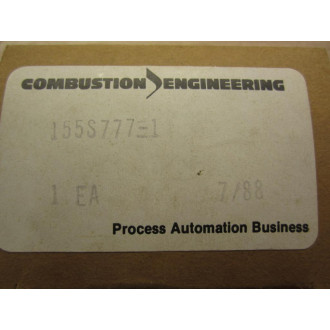 COMBUSTION ENGINEERING
155S777-1
1 EA 7/88
Process Automation Business